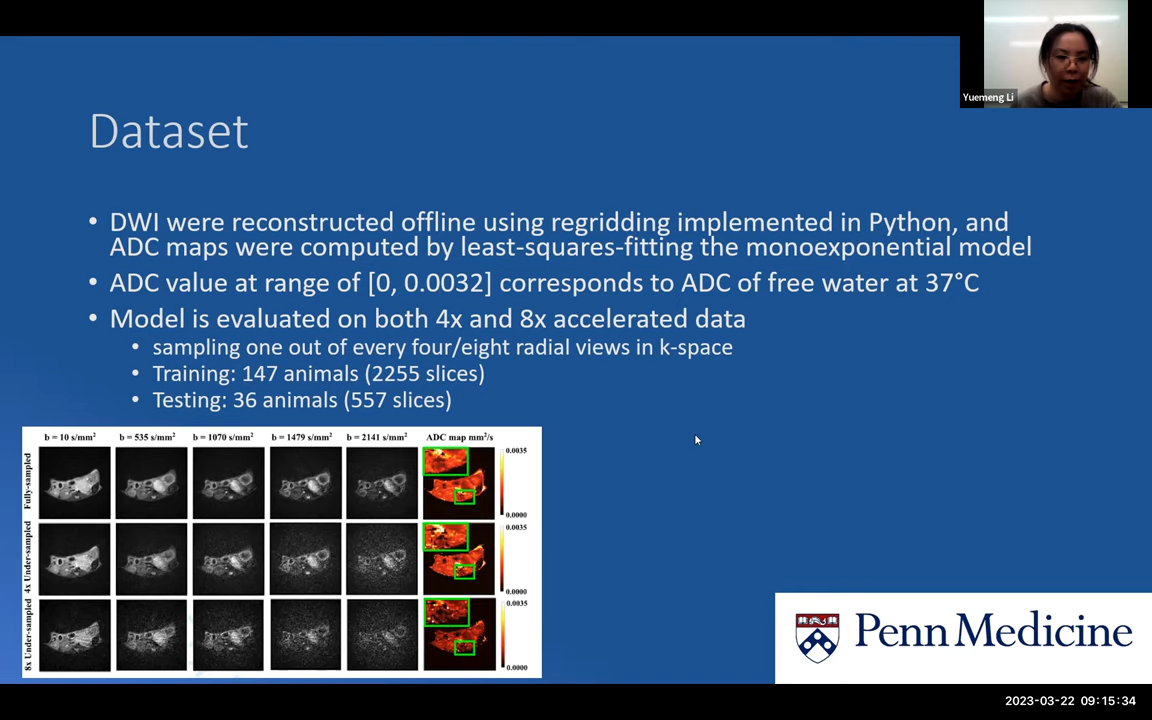 Yuemeng Li
Dataset
• DWI were reconstructed offline using regridding implemented in Python, and
ADC maps were computed by least-squares-fitting the monoexponential model
• ADC value at range of [0, 0.0032] corresponds to ADC of free water at 37°C
• Model is evaluated on both 4x and 8x accelerated data
• sampling one out of every four/eight radial views in k-space
• Training: 147 animals (2255 slices)
• Testing: 36 animals (557 slices)
b = 10 s/mm² b = 535 s/mm² b = 1070 s/mm² b = 1479 s/mm² b = 2141 s/mm² ADC map mm²/s
Fully-sampled
0.0035
0.0000
4x Under-sampled
0.0035
0.0000
8x Under-sampled
0.0035
0.0000
Penn Medicine
2023-03-22 09:15:34